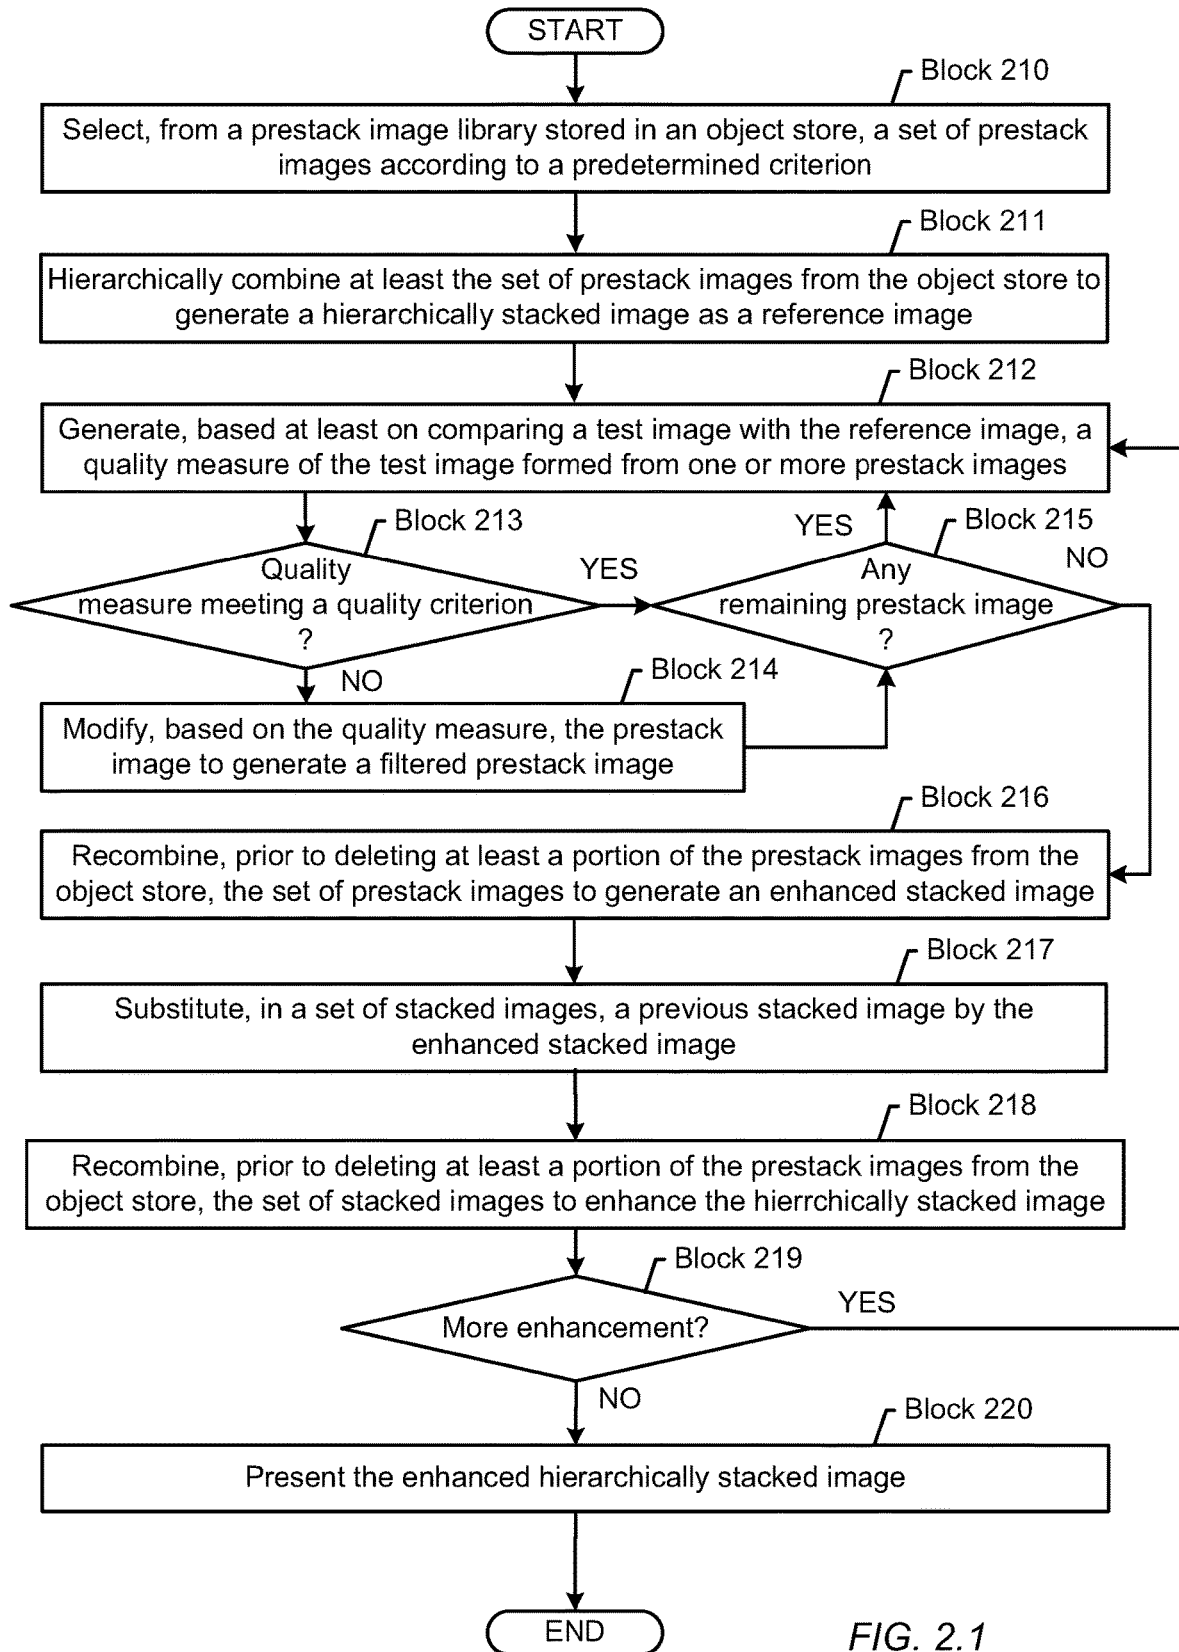 START
Block 210
Select, from a prestack image library stored in an object store, a set of prestack
images according to a predetermined criterion
Block 211
Hierarchically combine at least the set of prestack images from the object store to
generate a hierarchically stacked image as a reference image
Block 212
Generate, based at least on comparing a test image with the reference image, a
quality measure of the test image formed from one or more prestack images
Block 213
Quality
measure meeting a quality criterion
?
YES
NO
YES
Block 215
Any
remaining prestack image
?
NO
Block 214
Modify, based on the quality measure, the prestack
image to generate a filtered prestack image
Block 216
Recombine, prior to deleting at least a portion of the prestack images from the
object store, the set of prestack images to generate an enhanced stacked image
Block 217
Substitute, in a set of stacked images, a previous stacked image by the
enhanced stacked image
Block 218
Recombine, prior to deleting at least a portion of the prestack images from the
object store, the set of stacked images to enhance the hierrchically stacked image
Block 219
More enhancement?
YES
NO
Block 220
Present the enhanced hierarchically stacked image
END
FIG. 2.1